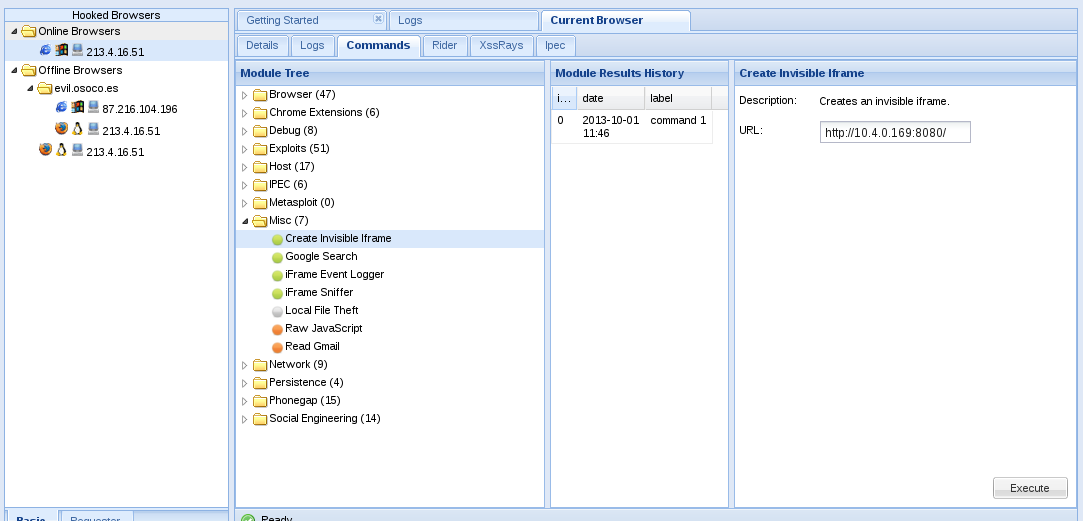 Hooked Browsers
Online Browsers
213.4.16.51
Offline Browsers
evil.osoco.es
87.216.104.196
213.4.16.51
213.4.16.51
Basic Requester
Getting Started Logs Current Browser
Details Logs Commands Rider XssRays Ipec
Module Tree
Browser (47)
Chrome Extensions (6)
Debug (8)
Exploits (51)
Host (17)
IPEC (6)
Metasploit (0)
Misc (7)
Create Invisible Iframe
Google Search
iFrame Event Logger
iFrame Sniffer
Local File Theft
Raw JavaScript
Read Gmail
Network (9)
Persistence (4)
Phonegap (15)
Social Engineering (14)
Module Results History
i... date label
0 2013-10-01 command 1
11:46
Create Invisible Iframe
Description: Creates an invisible iframe.
URL: http://10.4.0.169:8080/
Execute
Ready